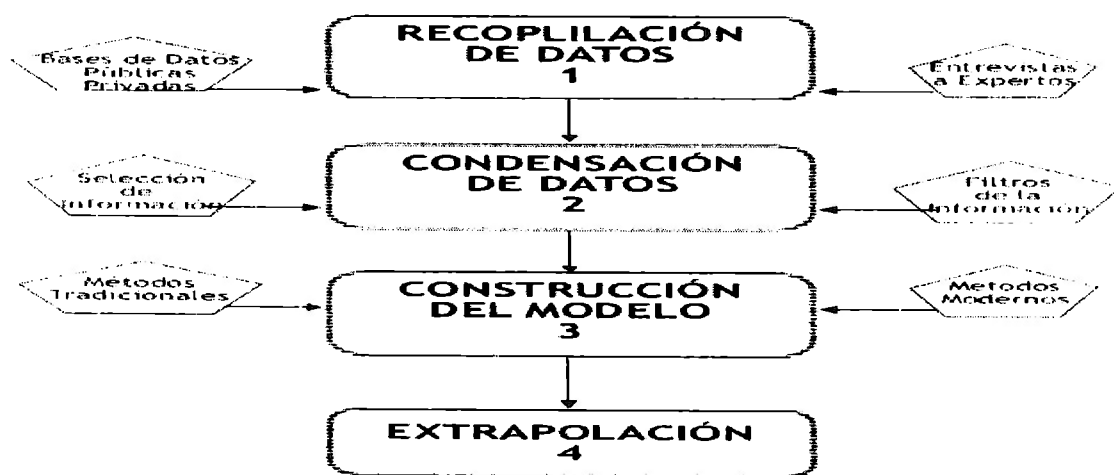 RECOPLILACIÓN
DE DATOS
1
Bases de Datos
Públicas
Privadas
Entrevistas
a Expertos
CONDENSACIÓN
DE DATOS
2
Selección
de
Información
Filtros
de la
Información
CONSTRUCCIÓN
DEL MODELO
3
Métodos
Tradicionales
Metodos
Modernos
EXTRAPOLACIÓN
4